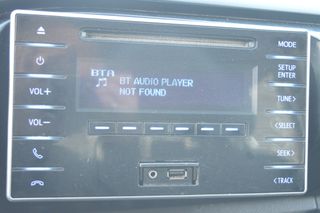 MODE
BTA
BT AUDIO PLAYER
NOT FOUND
SETUP
ENTER
VOL+
TUNE>
VOL−
<SELECT
SEEK>
<TRACK